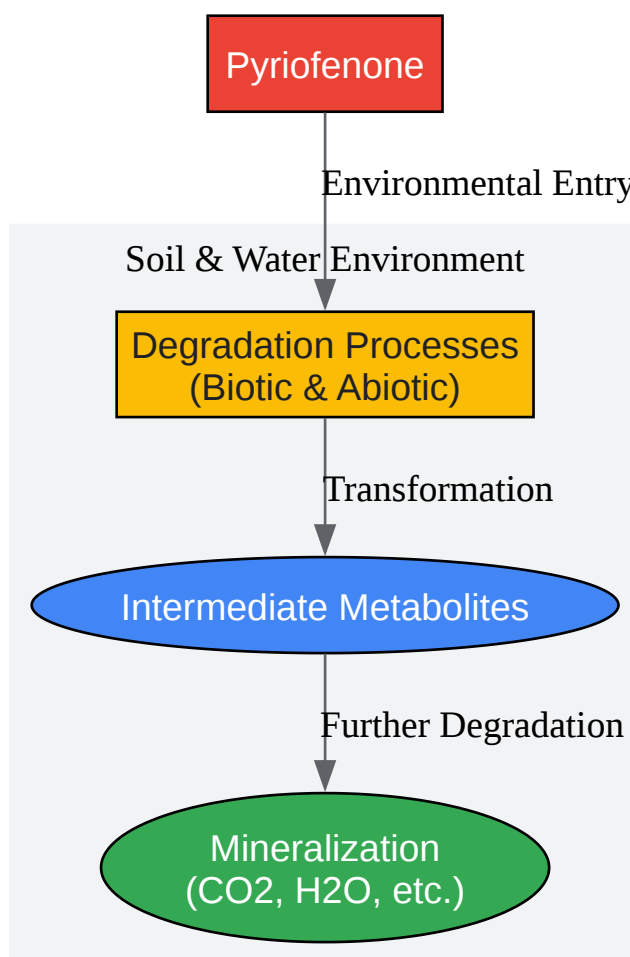 Pyriofenone
Environmental Entry
Soil & Water Environment
Degradation Processes
(Biotic & Abiotic)
Transformation
Intermediate Metabolites
Further Degradation
Mineralization
(CO2, H2O, etc.)